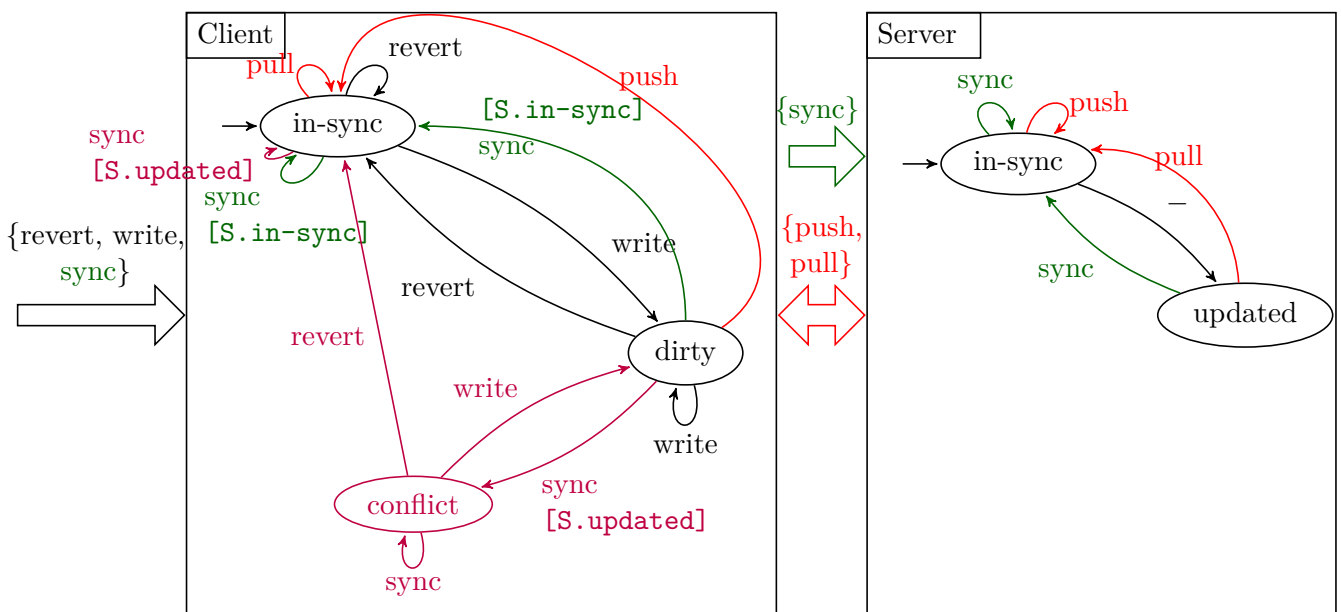 Client
Server
pull
revert
push
in-sync
sync
[S.updated]
sync
[S.in-sync]
[S.in-sync]
sync
{sync}
sync
push
in-sync
pull
–
sync
updated
{revert, write,
sync}
{push,
pull}
write
revert
dirty
revert
write
write
conflict
sync
[S.updated]
sync